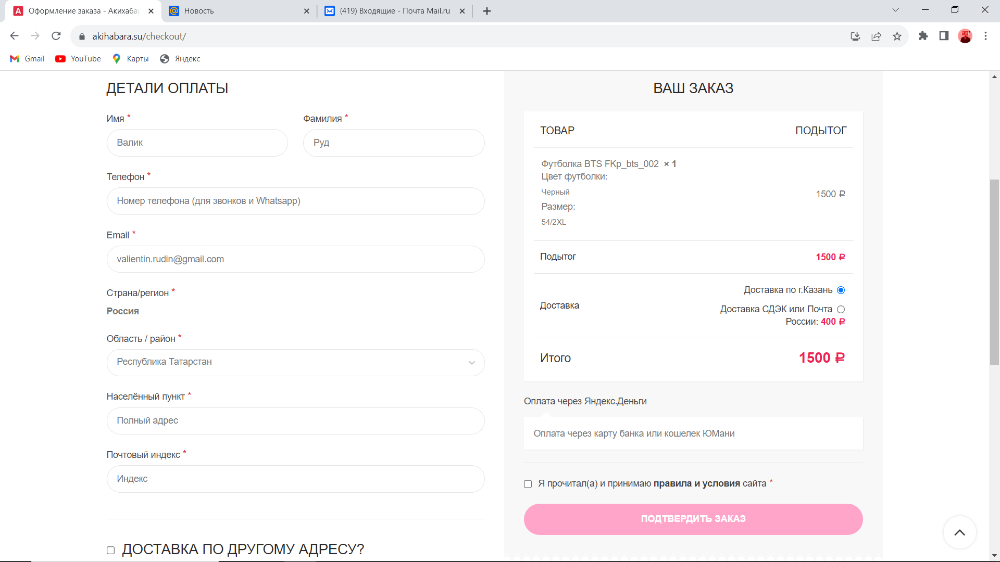 Оформление заказа - Акихаба
Новость
(419) Входящие - Почта Mail.ru
akihabara.su/checkout/
Gmail
YouTube
Карты
Яндекс
ДЕТАЛИ ОПЛАТЫ
Имя *
Фамилия *
Валик
Руд
Телефон *
Номер телефона (для звонков и Whatsapp)
Email *
valientin.rudin@gmail.com
Страна/регион *
Россия
Область / район *
Республика Татарстан
Населённый пункт *
Полный адрес
Почтовый индекс *
Индекс
ДОСТАВКА ПО ДРУГОМУ АДРЕСУ?
ВАШ ЗАКАЗ
ТОВАР ПОДЫТОГ
Футболка BTS FKp_bts_002 × 1
Цвет футболки:
Черный
1500 ₽
Размер:
54/2XL
Подытог 1500 ₽
Доставка
Доставка по г.Казань
Доставка СДЭК или Почта
России: 400 ₽
Итого 1500 ₽
Оплата через Яндекс.Деньги
Оплата через карту банка или кошелек ЮМани
Я прочитал(а) и принимаю правила и условия сайта *
ПОДТВЕРДИТЬ ЗАКАЗ